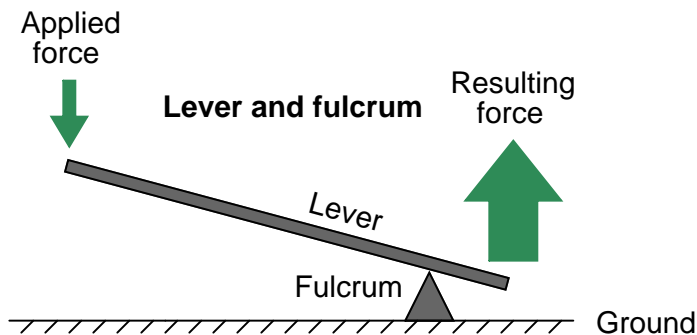 Applied
force
Lever and fulcrum
Resulting
force
Lever
Fulcrum
Ground